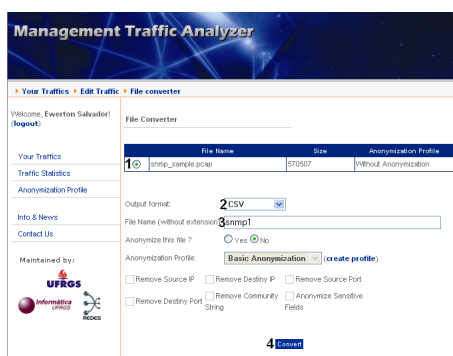 Management Traffic Analyzer
Your Traffics Edit Traffic File converter
Welcome, Ewerton Salvador!
(logout)
File Converter
File Name Size Anonymization Profile
1 snmp_sample.pcap 570507 Without Anonymization
Your Traffics
Traffic Statistics
Anonymization Profile
Info & News
Contact Us
Maintained by:
UFRGS
Informática
UFRGS
REDES
Output format: 2 CSV
File Name (without extension) 3 snmp1
Anonymize this file ? Yes No
Anonymization Profile: Basic Anonymization (create profile)
Remove Source IP Remove Destiny IP Remove Source Port
Remove Destiny Port Remove Community String Anonymize Sensitive Fields
4 Convert